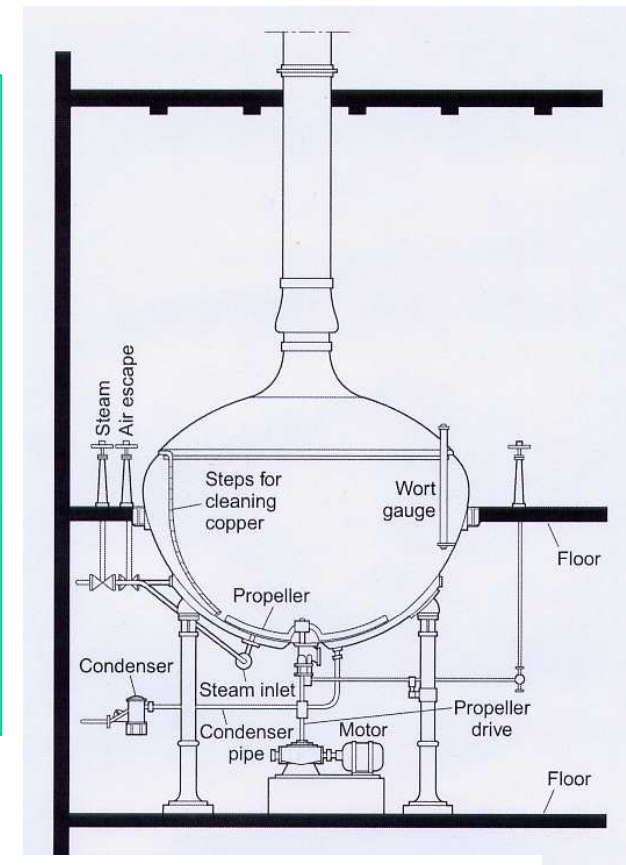 Steam
Air escape
Steps for
cleaning
copper
Wort
gauge
Floor
Propeller
Condenser
Steam inlet
Propeller
drive
Condenser
pipe
Motor
Floor